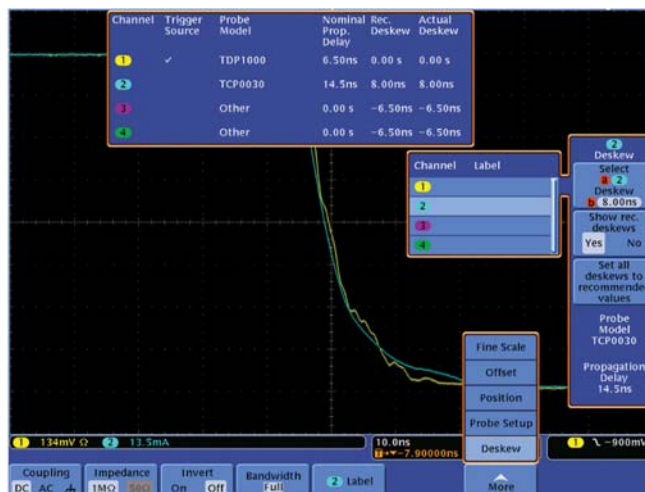 Channel Trigger Source Probe Model Nominal Prop. Delay Rec. Deskew Actual Deskew
1 ✓ TDP1000 6.50ns 0.00 s 0.00 s
2 TCP0030 14.5ns 8.00ns 8.00ns
3 Other 0.00 s −6.50ns −6.50ns
4 Other 0.00 s −6.50ns −6.50ns
Channel Label
1
2
3
4
2
Deskew
Select
a 2
Deskew
b 8.00ns
Show rec.
deskews
Yes No
Set all
deskews to
recommended
values
Probe
Model
TCP0030
Propagation
Delay
14.5ns
Fine Scale
Offset
Position
Probe Setup
Deskew
More
1 134mV Ω 2 13.5mA
10.0ns
T→▾−7.90000ns
1 −900mV
Coupling
DC AC
Impedance
1MΩ 50Ω
Invert
On Off
Bandwidth
Full
2 Label